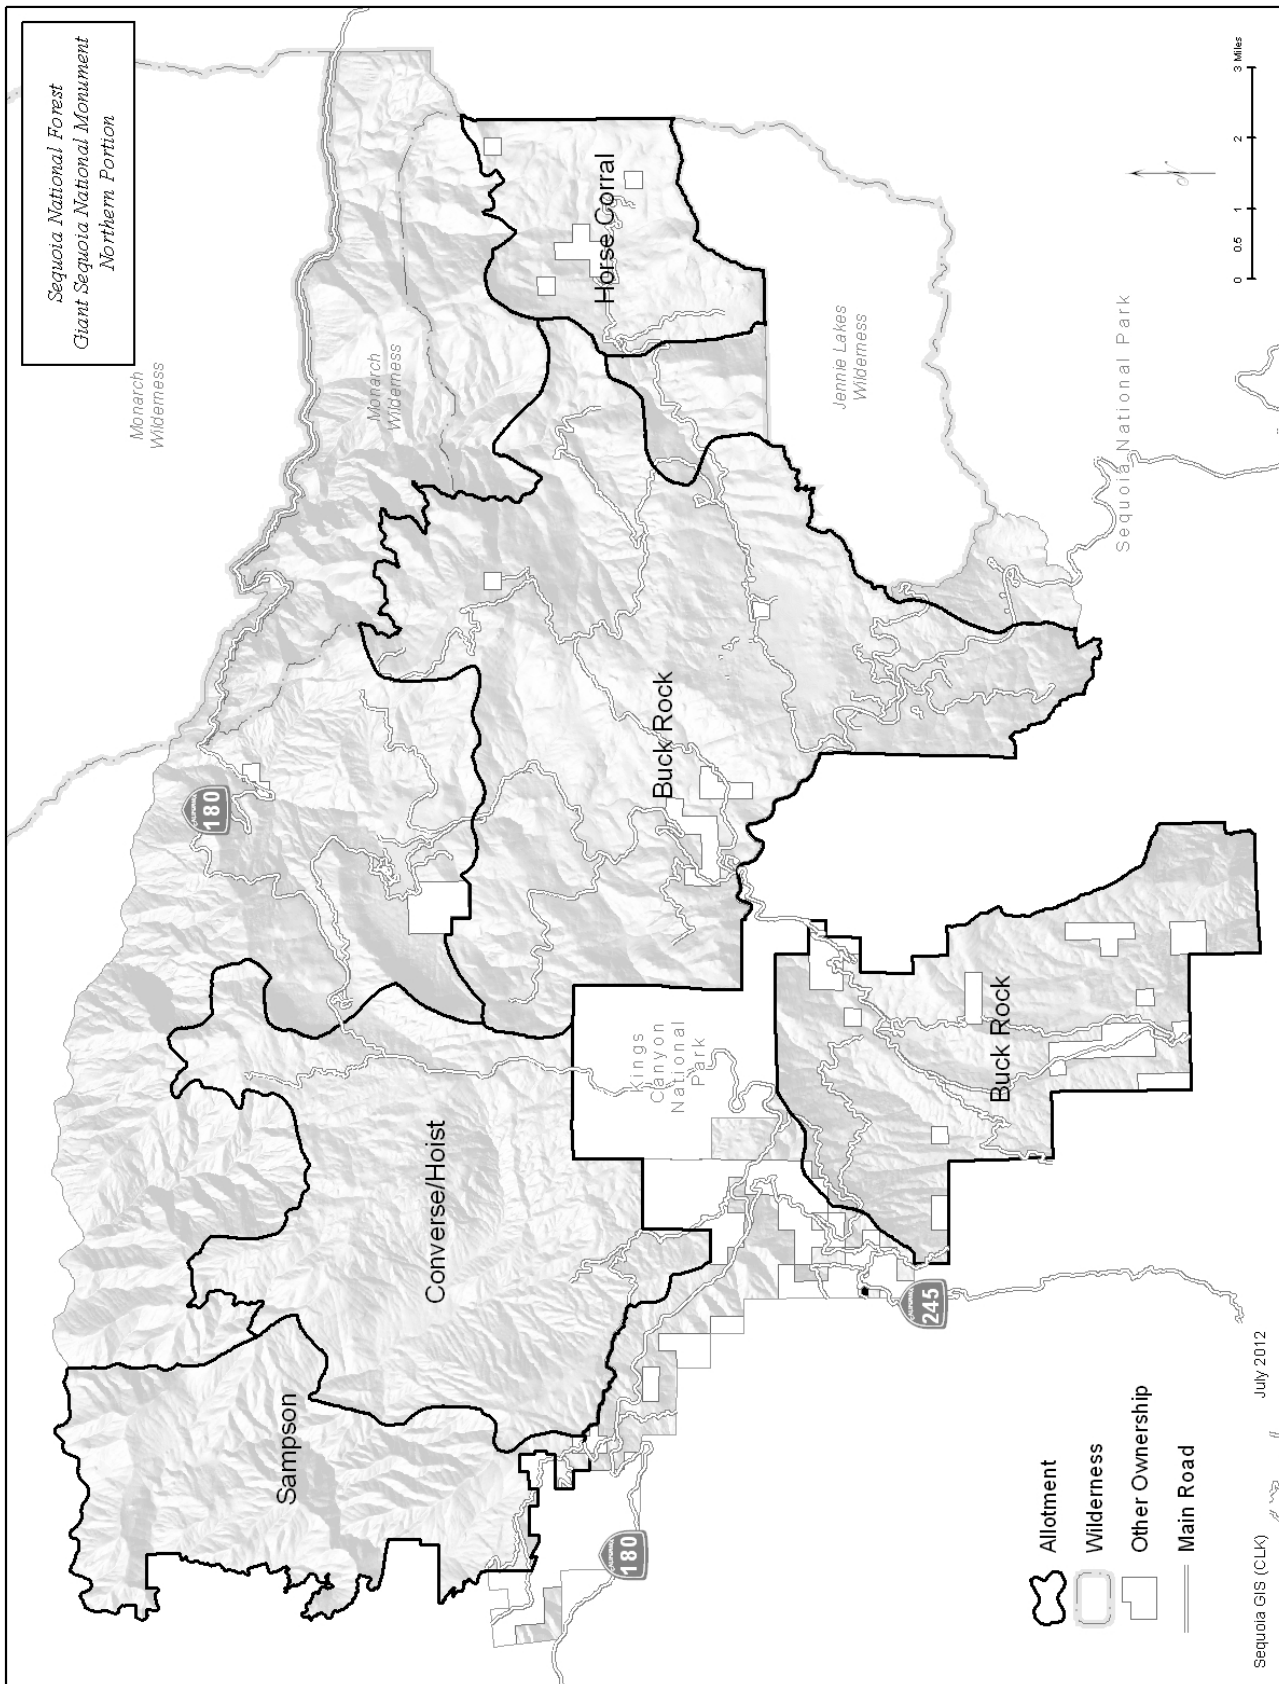 Sequoia National Forest
Giant Sequoia National Monument
Northern Portion
Monarch
Wilderness
Monarch
Wilderness
180
Horse Corral
Jennie Lakes
Wilderness
Sequoia National Park
Buck Rock
Kings
Canyon
National
Park
Buck Rock
Converse/Hoist
Sampson
180
245
0 0.5 1 2 3 Miles
N
Allotment
Wilderness
Other Ownership
Main Road
Sequoia GIS (CLK)
July 2012